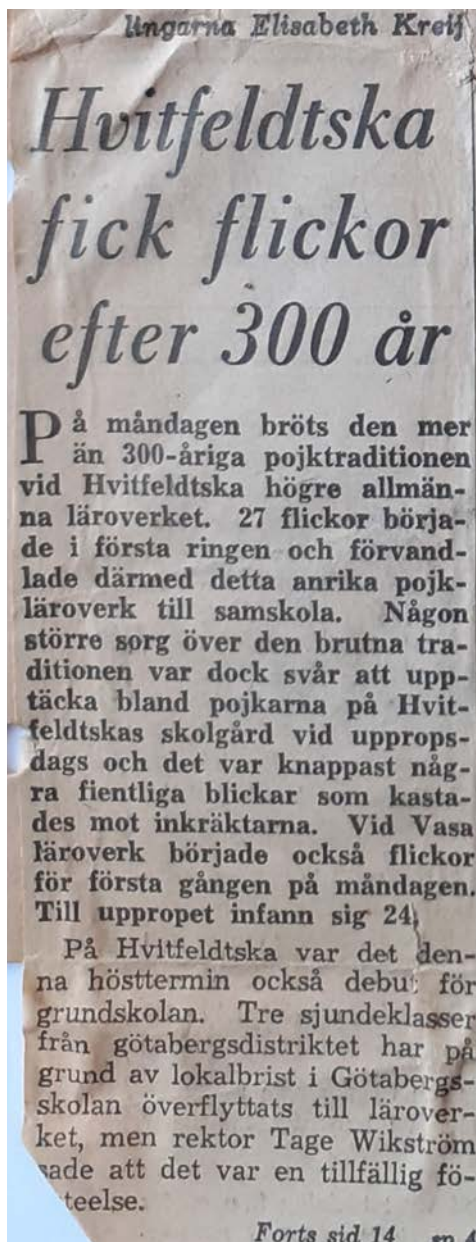 lingarna Elisabeth Kreij
Hvitfeldtska
fick flickor
efter 300 år
På måndagen bröts den mer
än 300-åriga pojktraditionen
vid Hvitfeldtska högre allmän-
na läroverket. 27 flickor börja-
de i första ringen och förvand-
lade därmed detta anrika pojk-
läroverk till samskola. Någon
större sorg över den brutna tra-
ditionen var dock svår att upp-
täcka bland pojkarna på Hvit-
feldtskas skolgård vid upprops-
dags och det var knappast någ-
ra fientliga blickar som kasta-
des mot inkräktarna. Vid Vasa
läroverk började också flickor
för första gången på måndagen.
Till uppropet infann sig 24.
På Hvitfeldtska var det den-
na hösttermin också debut för
grundskolan. Tre sjundeklasser
från götabergsdistriktet har på
grund av lokalbrist i Götabergs-
skolan överflyttats till lärover-
ket, men rektor Tage Wikström
sade att det var en tillfällig fö-
teelse.
Forts sid 14